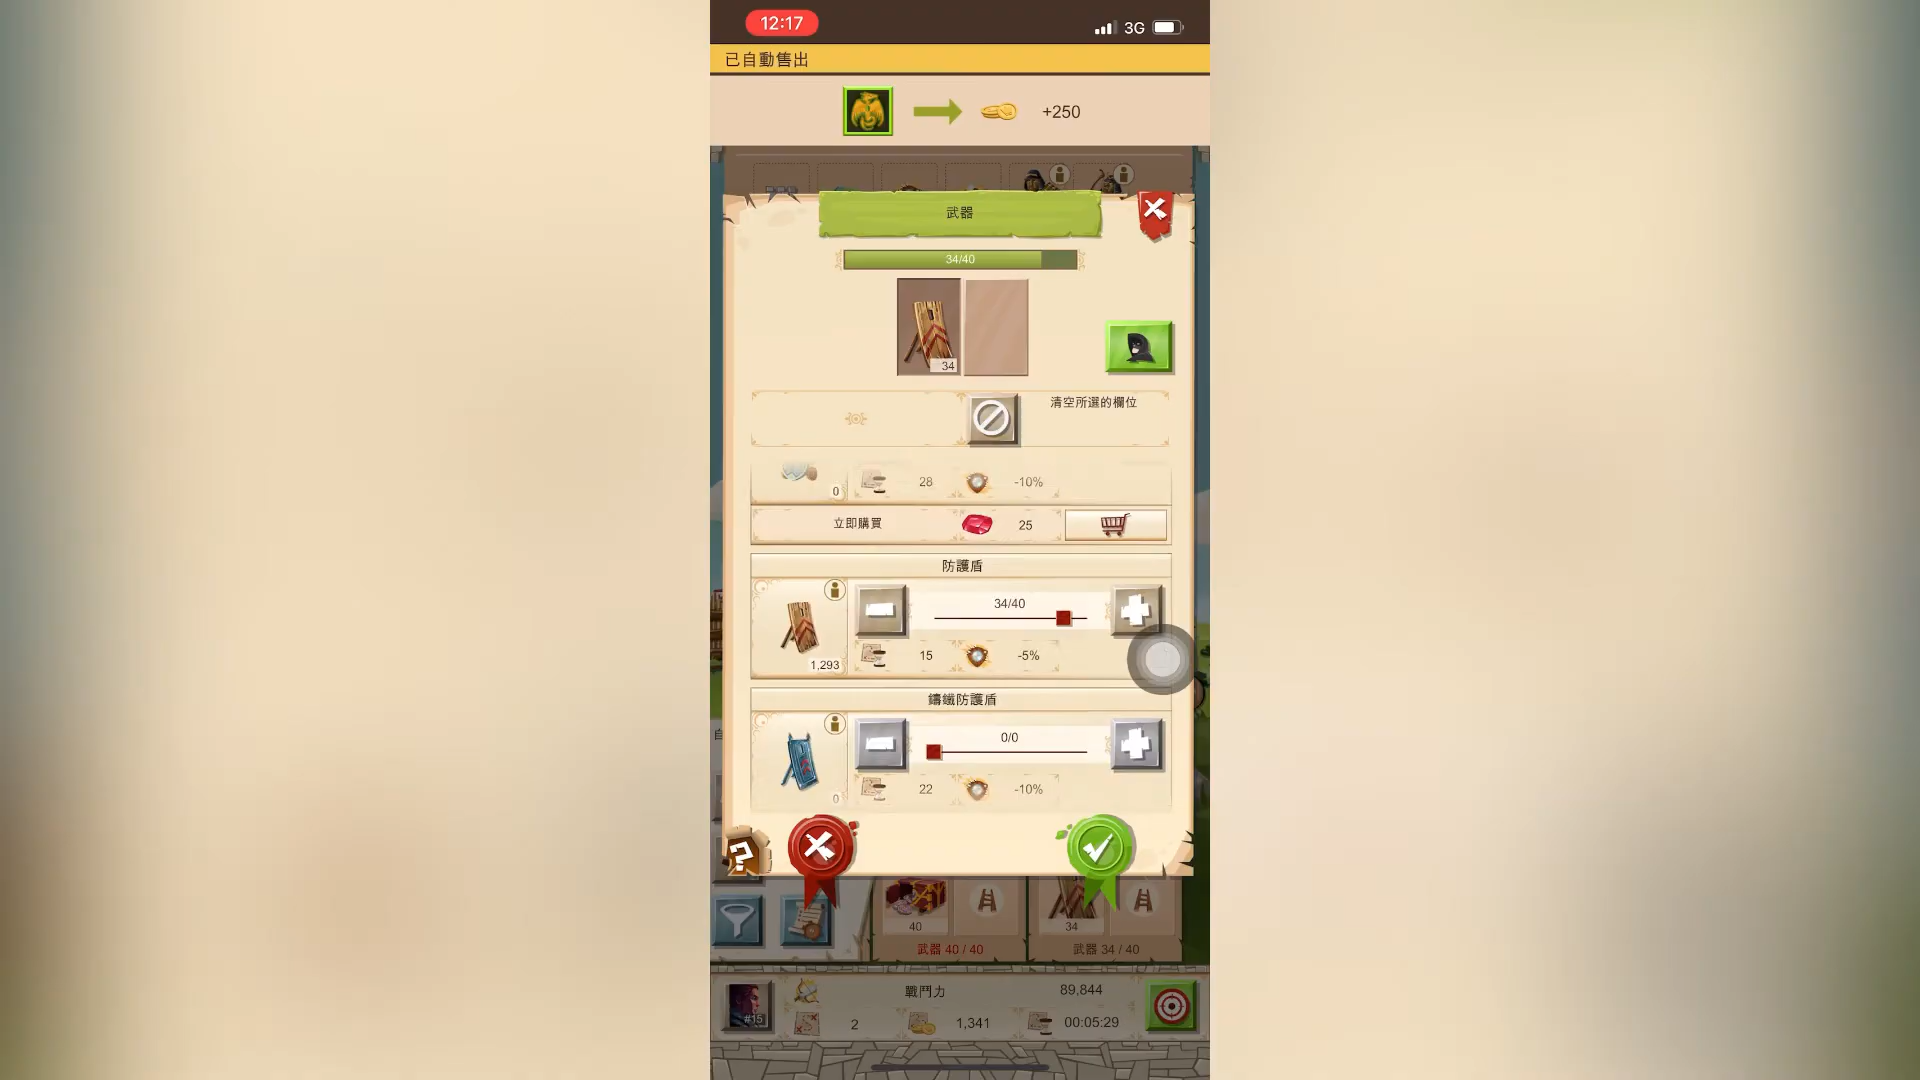 12:17
3G
已自動售出
+250
武器
34/40
34
清空所選的欄位
0
28
-10%
立即購買
25
防護盾
34/40
1,293
15
-5%
鑄鐵防護盾
0/0
0
22
-10%
40
34
武器 40 / 40
武器 34 / 40
戰鬥力
89,844
#15
2
1,341
00:05:29